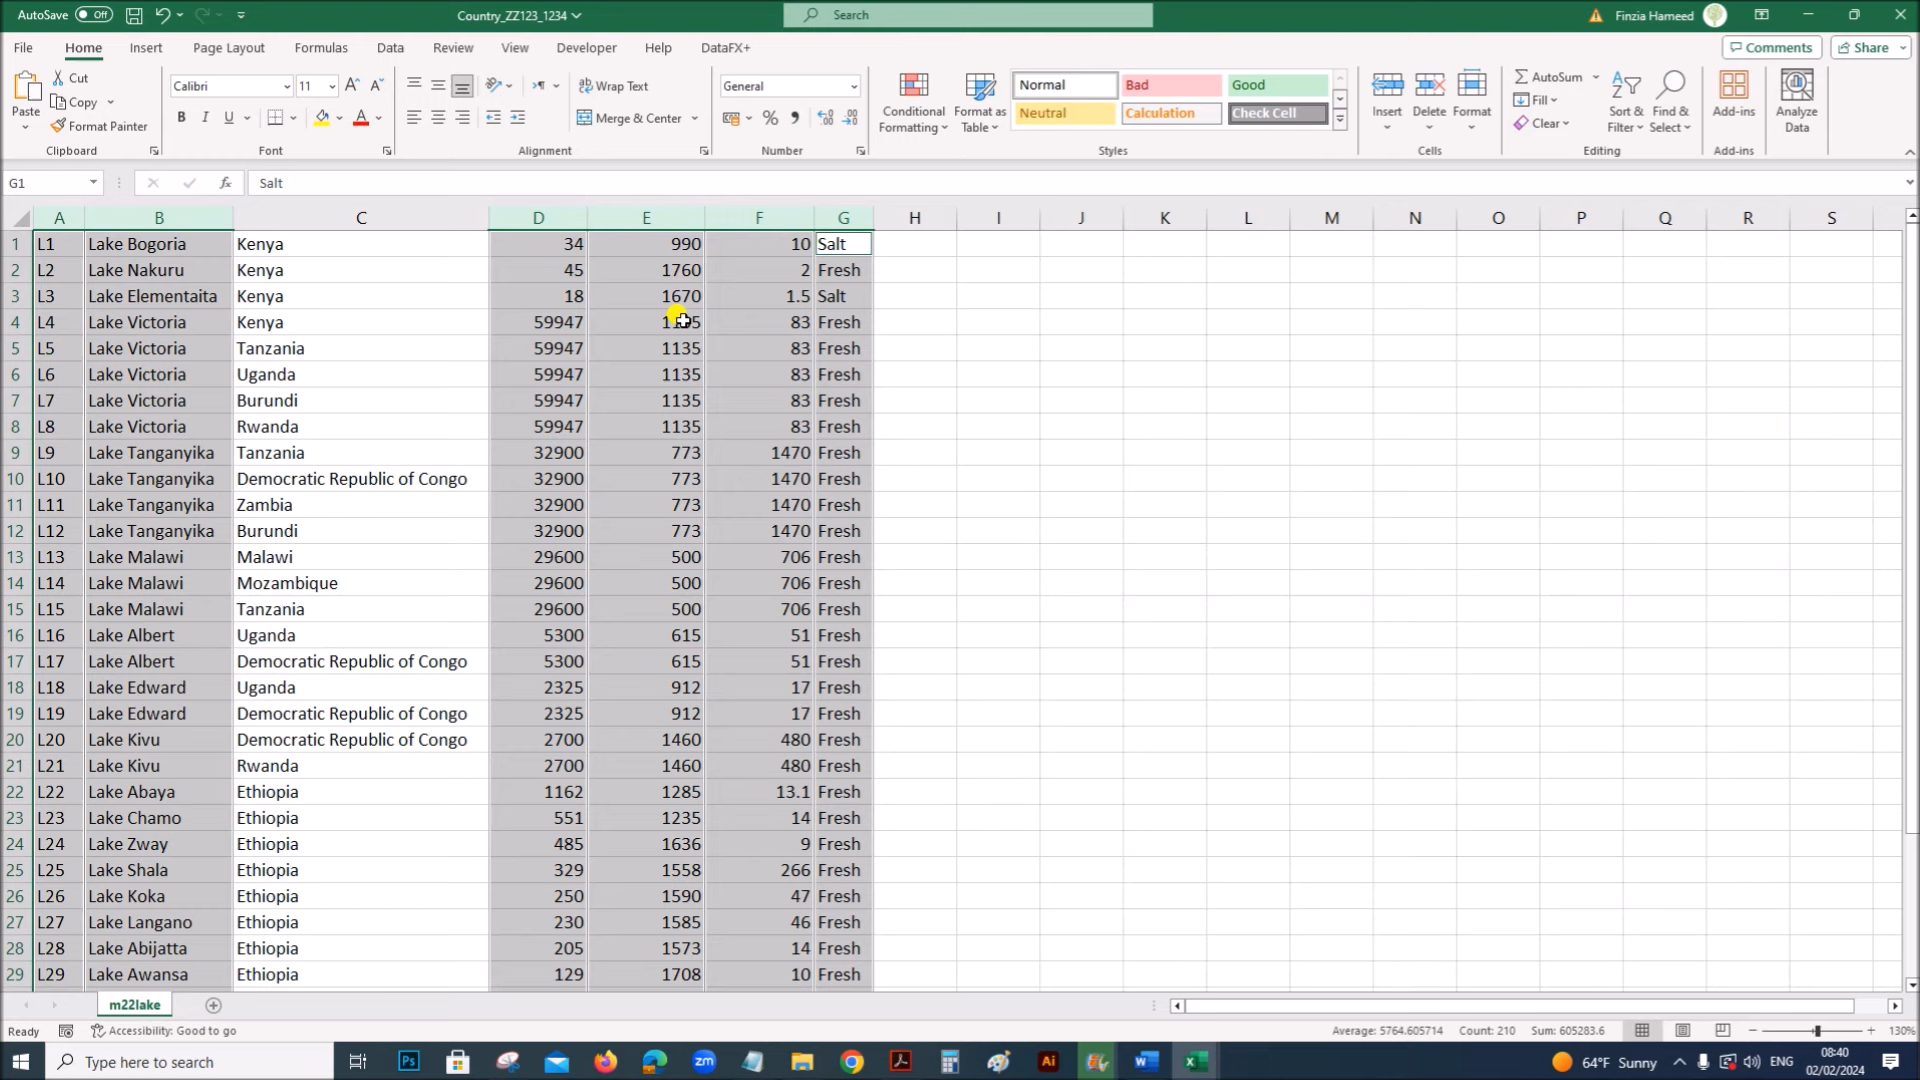 AutoSave Off Country_ZZ123_1234 Search Finzia Hameed
File Home Insert Page Layout Formulas Data Review View Developer Help DataFX+ Comments Share
Paste Cut Copy Format Painter Clipboard
Calibri 11 B I U Font
Wrap Text Merge & Center Alignment
General % Number
Conditional Formatting Format as Table Normal Bad Good Neutral Calculation Check Cell Styles
Insert Delete Format Cells
AutoSum Fill Clear Sort & Filter Find & Select Editing
Add-ins Add-ins Analyze Data
G1 fx Salt
A B C D E F G H I J K L M N O P Q R S
1 L1 Lake Bogoria Kenya 34 990 10 Salt
2 L2 Lake Nakuru Kenya 45 1760 2 Fresh
3 L3 Lake Elementaita Kenya 18 1670 1.5 Salt
4 L4 Lake Victoria Kenya 59947 83 Fresh
5 L5 Lake Victoria Tanzania 59947 1135 83 Fresh
6 L6 Lake Victoria Uganda 59947 1135 83 Fresh
7 L7 Lake Victoria Burundi 59947 1135 83 Fresh
8 L8 Lake Victoria Rwanda 59947 1135 83 Fresh
9 L9 Lake Tanganyika Tanzania 32900 773 1470 Fresh
10 L10 Lake Tanganyika Democratic Republic of Congo 32900 773 1470 Fresh
11 L11 Lake Tanganyika Zambia 32900 773 1470 Fresh
12 L12 Lake Tanganyika Burundi 32900 773 1470 Fresh
13 L13 Lake Malawi Malawi 29600 500 706 Fresh
14 L14 Lake Malawi Mozambique 29600 500 706 Fresh
15 L15 Lake Malawi Tanzania 29600 500 706 Fresh
16 L16 Lake Albert Uganda 5300 615 51 Fresh
17 L17 Lake Albert Democratic Republic of Congo 5300 615 51 Fresh
18 L18 Lake Edward Uganda 2325 912 17 Fresh
19 L19 Lake Edward Democratic Republic of Congo 2325 912 17 Fresh
20 L20 Lake Kivu Democratic Republic of Congo 2700 1460 480 Fresh
21 L21 Lake Kivu Rwanda 2700 1460 480 Fresh
22 L22 Lake Abaya Ethiopia 1162 1285 13.1 Fresh
23 L23 Lake Chamo Ethiopia 551 1235 14 Fresh
24 L24 Lake Zway Ethiopia 485 1636 9 Fresh
25 L25 Lake Shala Ethiopia 329 1558 266 Fresh
26 L26 Lake Koka Ethiopia 250 1590 47 Fresh
27 L27 Lake Langano Ethiopia 230 1585 46 Fresh
28 L28 Lake Abijatta Ethiopia 205 1573 14 Fresh
29 L29 Lake Awansa Ethiopia 129 1708 10 Fresh
m22lake
Ready Accessibility: Good to go Average: 5764.605714 Count: 210 Sum: 605283.6 130%
Type here to search Ps zm Ai 64°F Sunny ENG 08:40
02/02/2024